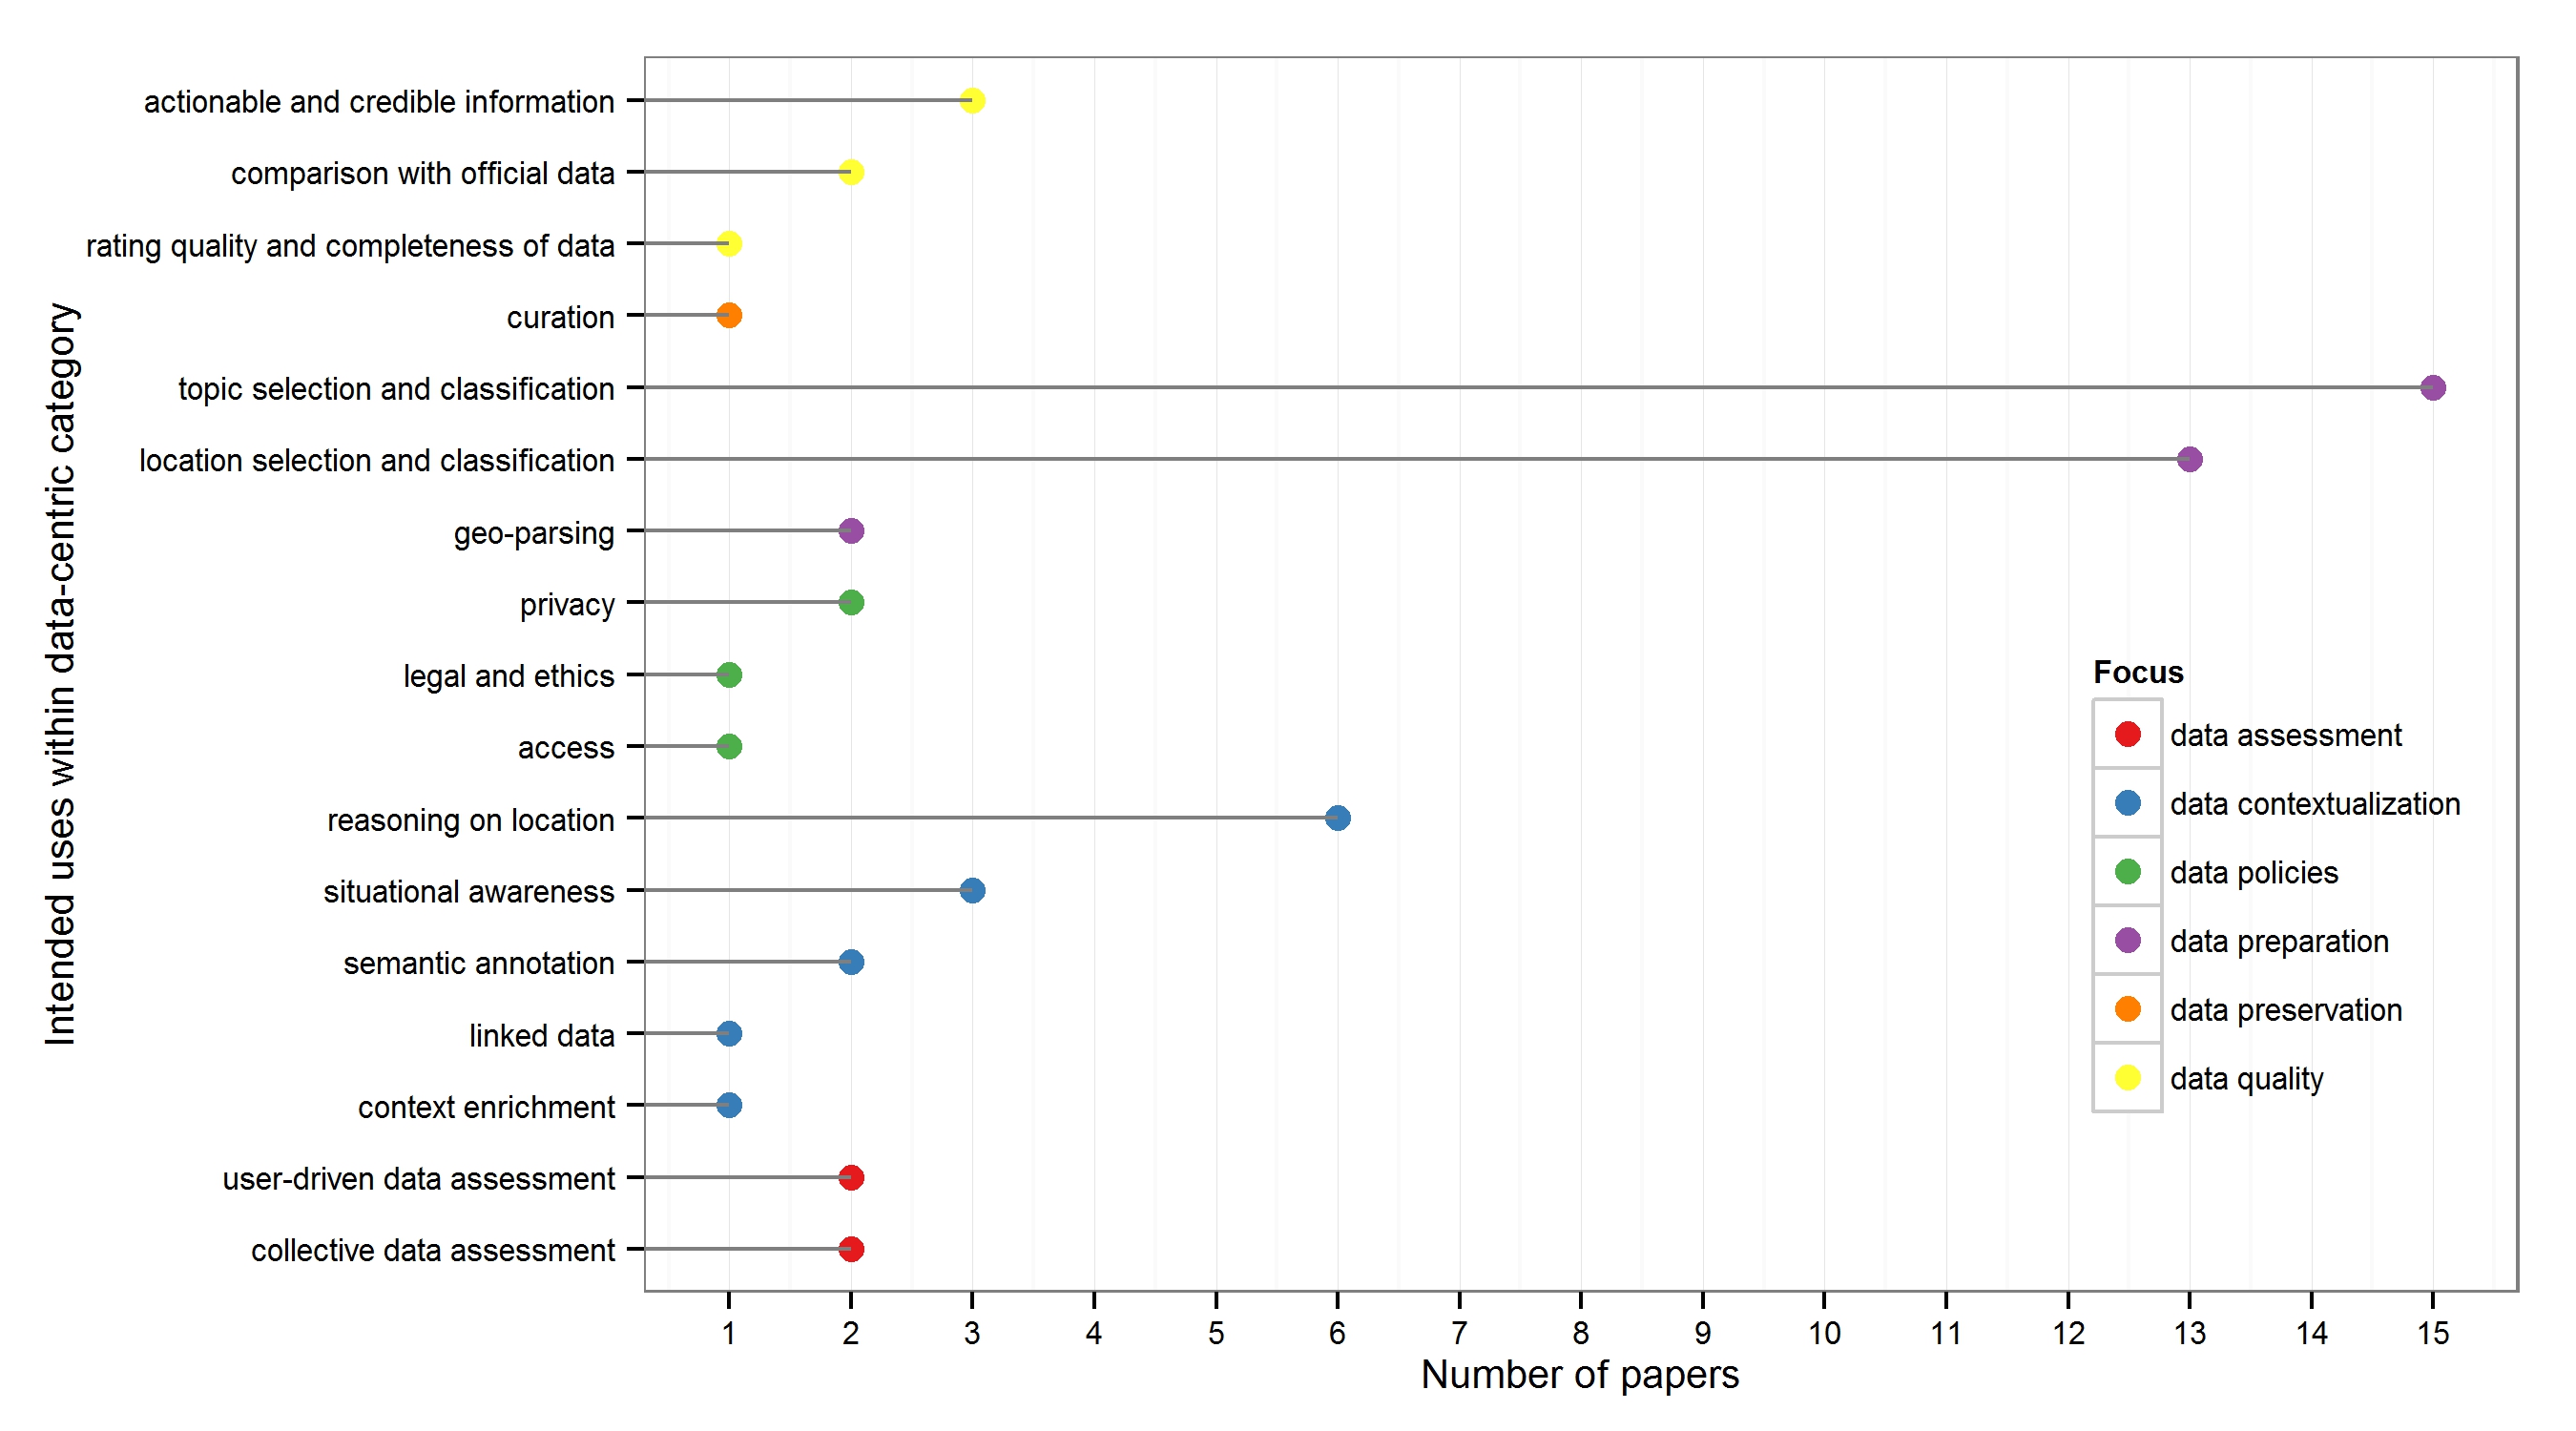 Intended uses within data-centric category
actionable and credible information
comparison with official data
rating quality and completeness of data
curation
topic selection and classification
location selection and classification
geo-parsing
privacy
legal and ethics
access
reasoning on location
situational awareness
semantic annotation
linked data
context enrichment
user-driven data assessment
collective data assessment
Focus
data assessment
data contextualization
data policies
data preparation
data preservation
data quality
1 2 3 4 5 6 7 8 9 10 11 12 13 14 15
Number of papers